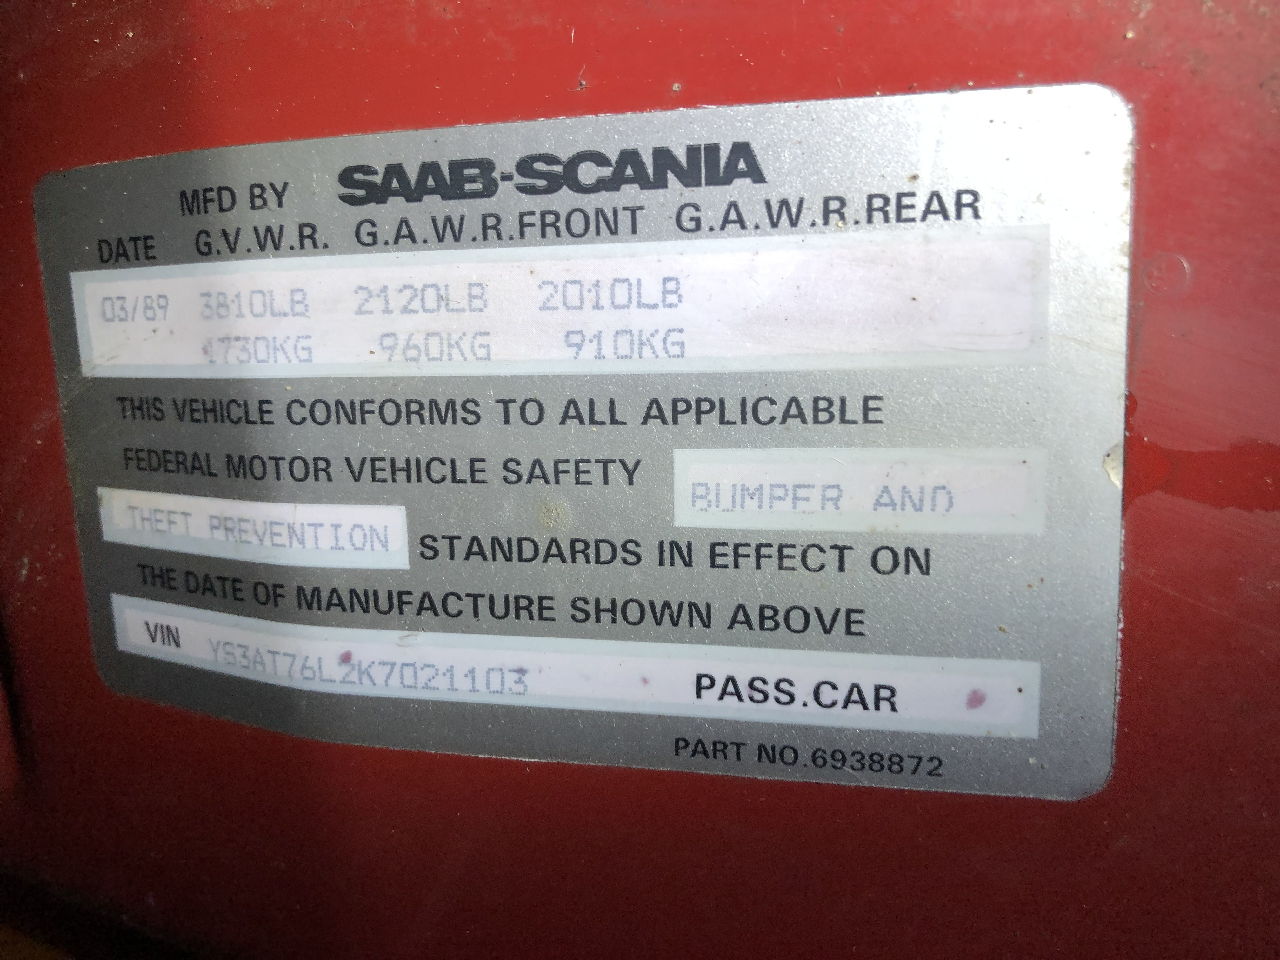 MFD BY SAAB-SCANIA
DATE G.V.W.R. G.A.W.R.FRONT G.A.W.R.REAR
03/89 3810LB 2120LB 2010LB
1730KG 960KG 910KG
THIS VEHICLE CONFORMS TO ALL APPLICABLE
FEDERAL MOTOR VEHICLE SAFETY BUMPER AND
THEFT PREVENTION STANDARDS IN EFFECT ON
THE DATE OF MANUFACTURE SHOWN ABOVE
VIN YS3AT76L2K7021103 PASS.CAR
PART NO.6938872